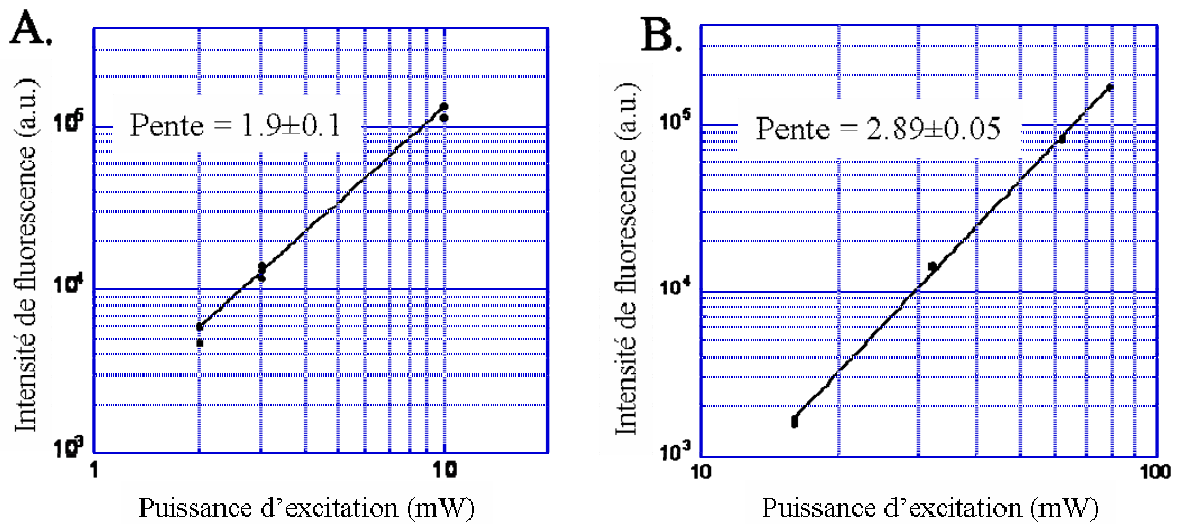 A.
Intensité de fluorescence (a.u.)
10⁵
10⁴
10³
Pente = 1.9±0.1
1
10
Puissance d'excitation (mW)
B.
Intensité de fluorescence (a.u.)
10⁵
10⁴
10³
Pente = 2.89±0.05
10
100
Puissance d'excitation (mW)